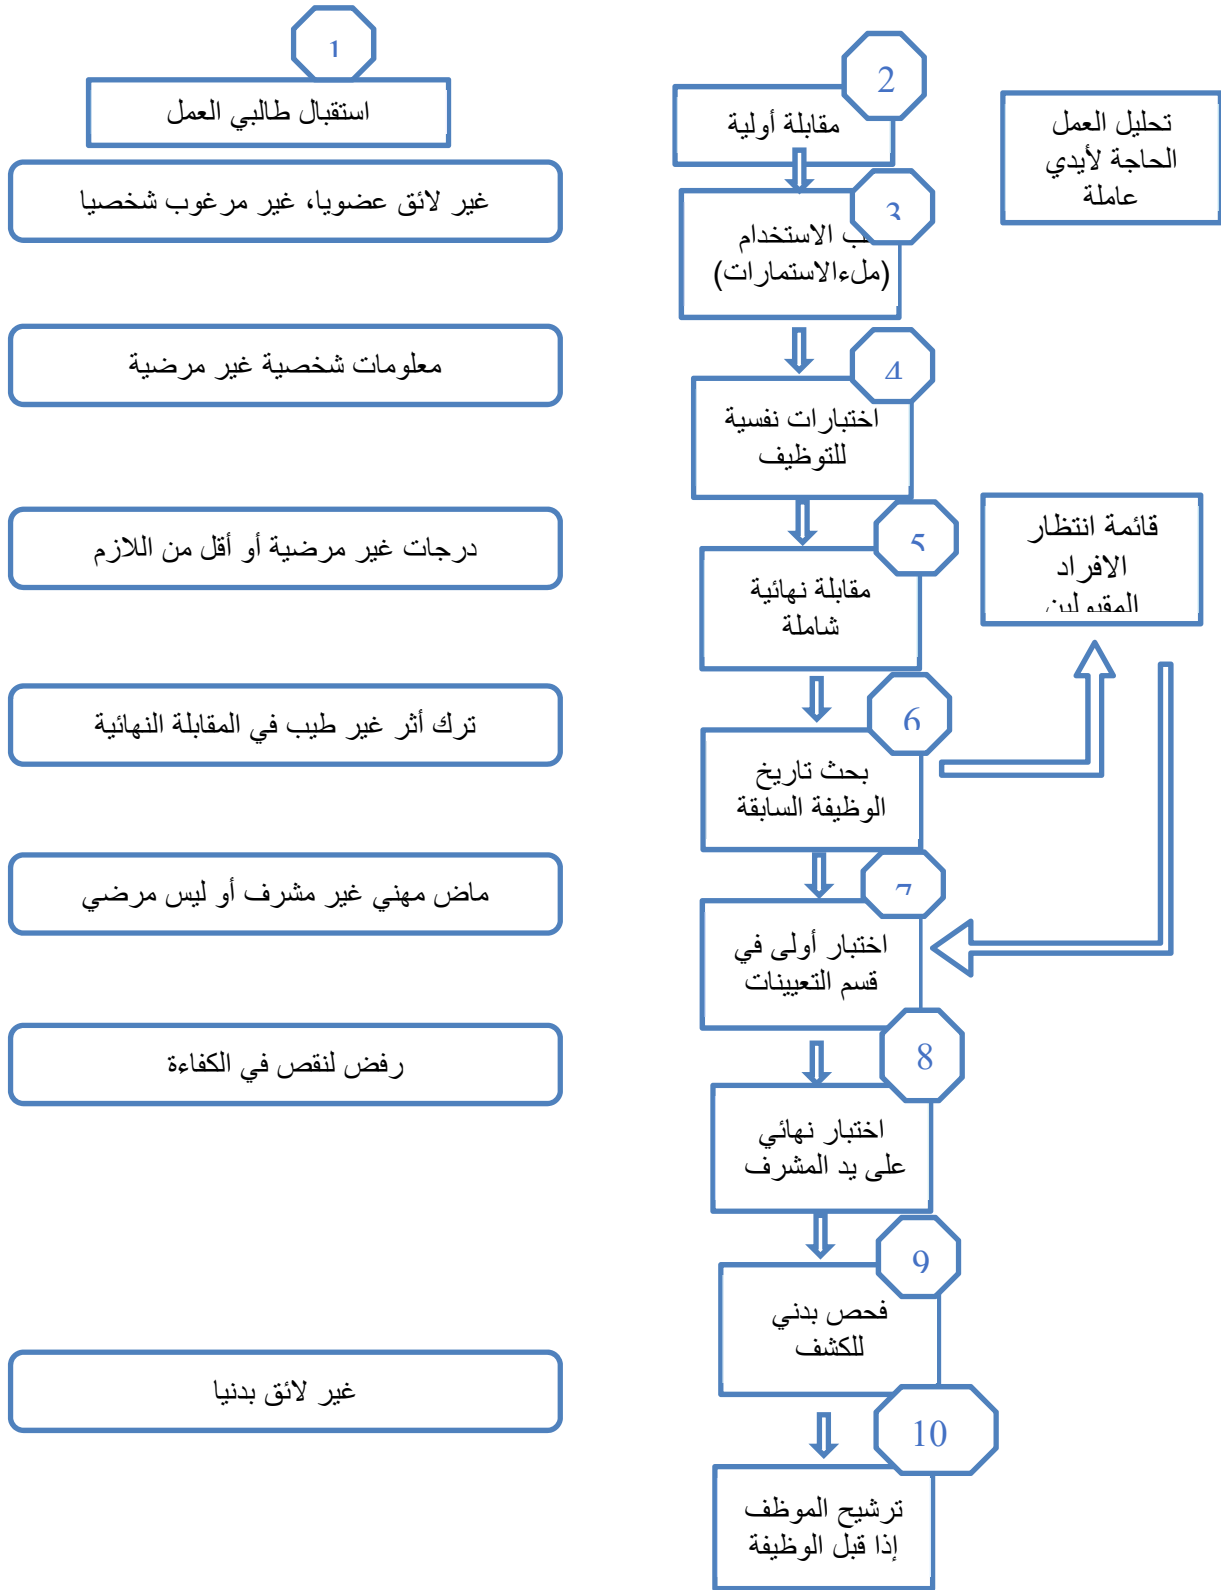 1
استقبال طالبي العمل
2
مقابلة أولية
تحليل العمل
الحاجة لأيدي
عاملة
غير لائق عضويا، غير مرغوب شخصيا
3
الاستخدام
(ملءالاستمارات)
معلومات شخصية غير مرضية
4
اختبارات نفسية
للتوظيف
درجات غير مرضية أو أقل من اللازم
5
مقابلة نهائية
شاملة
قائمة انتظار
الافراد
المقبولين
ترك أثر غير طيب في المقابلة النهائية
6
بحث تاريخ
الوظيفة السابقة
ماض مهني غير مشرف أو ليس مرضي
7
اختبار أولى في
قسم التعيينات
رفض لنقص في الكفاءة
8
اختبار نهائي
على يد المشرف
9
فحص بدني
للكشف
غير لائق بدنيا
10
ترشيح الموظف
إذا قبل الوظيفة